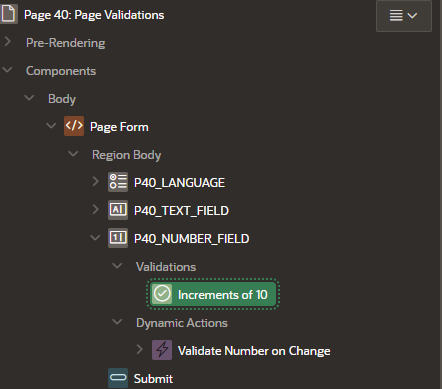 Page 40: Page Validations
Pre-Rendering
Components
Body
Page Form
Region Body
P40_LANGUAGE
P40_TEXT_FIELD
P40_NUMBER_FIELD
Validations
Increments of 10
Dynamic Actions
Validate Number on Change
Submit